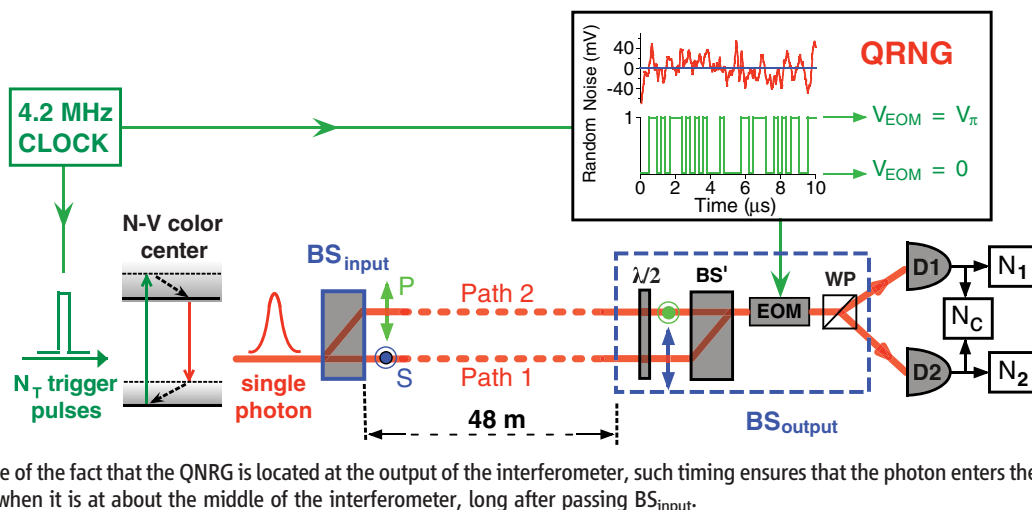 QRNG
Random Noise (mV)
40
0
-40
1
0
0 2 4 6 8 10
Time (μs)
V_EOM = V_π
V_EOM = 0
4.2 MHz
CLOCK
N-V color
center
N_T trigger
pulses
single
photon
BS_input
P
S
Path 2
Path 1
48 m
λ/2
BS'
EOM
WP
BS_output
D1
D2
N_1
N_C
N_2
e of the fact that the QNRG is located at the output of the interferometer, such timing ensures that the photon enters the
when it is at about the middle of the interferometer, long after passing BS_input.